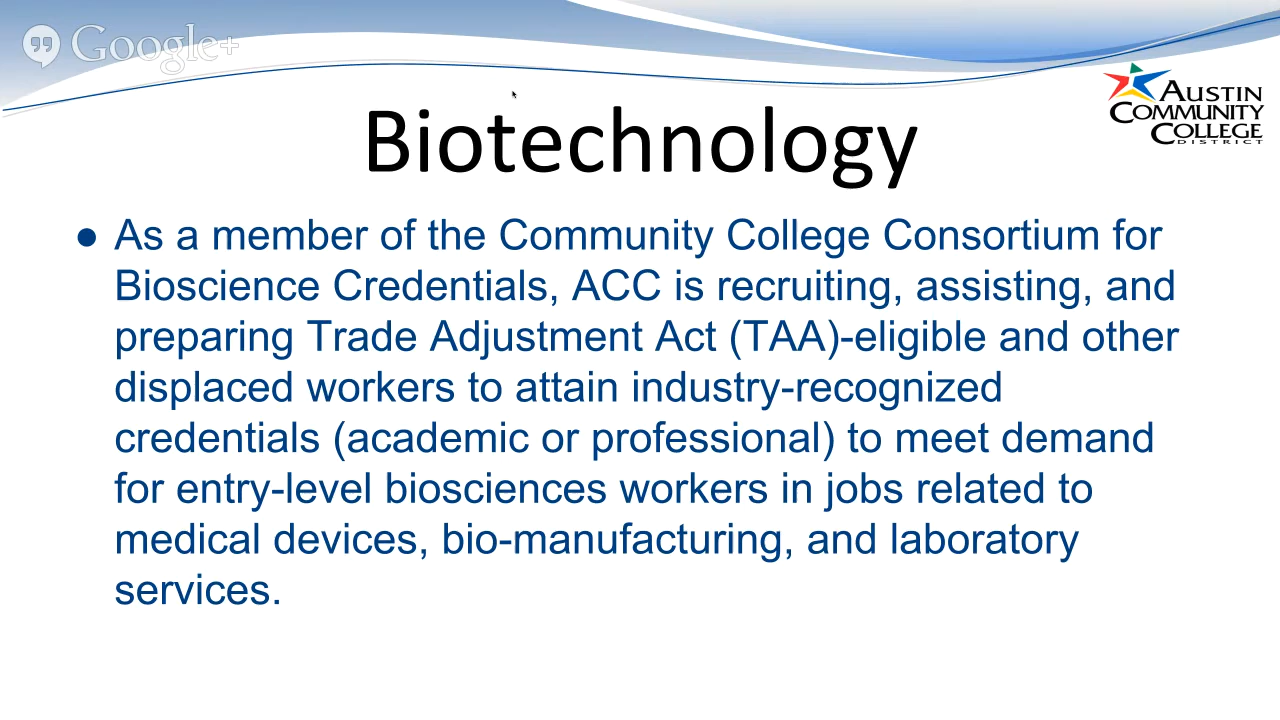 Google+
AUSTIN
COMMUNITY
COLLEGE
DISTRICT
Biotechnology
● As a member of the Community College Consortium for
Bioscience Credentials, ACC is recruiting, assisting, and
preparing Trade Adjustment Act (TAA)-eligible and other
displaced workers to attain industry-recognized
credentials (academic or professional) to meet demand
for entry-level biosciences workers in jobs related to
medical devices, bio-manufacturing, and laboratory
services.